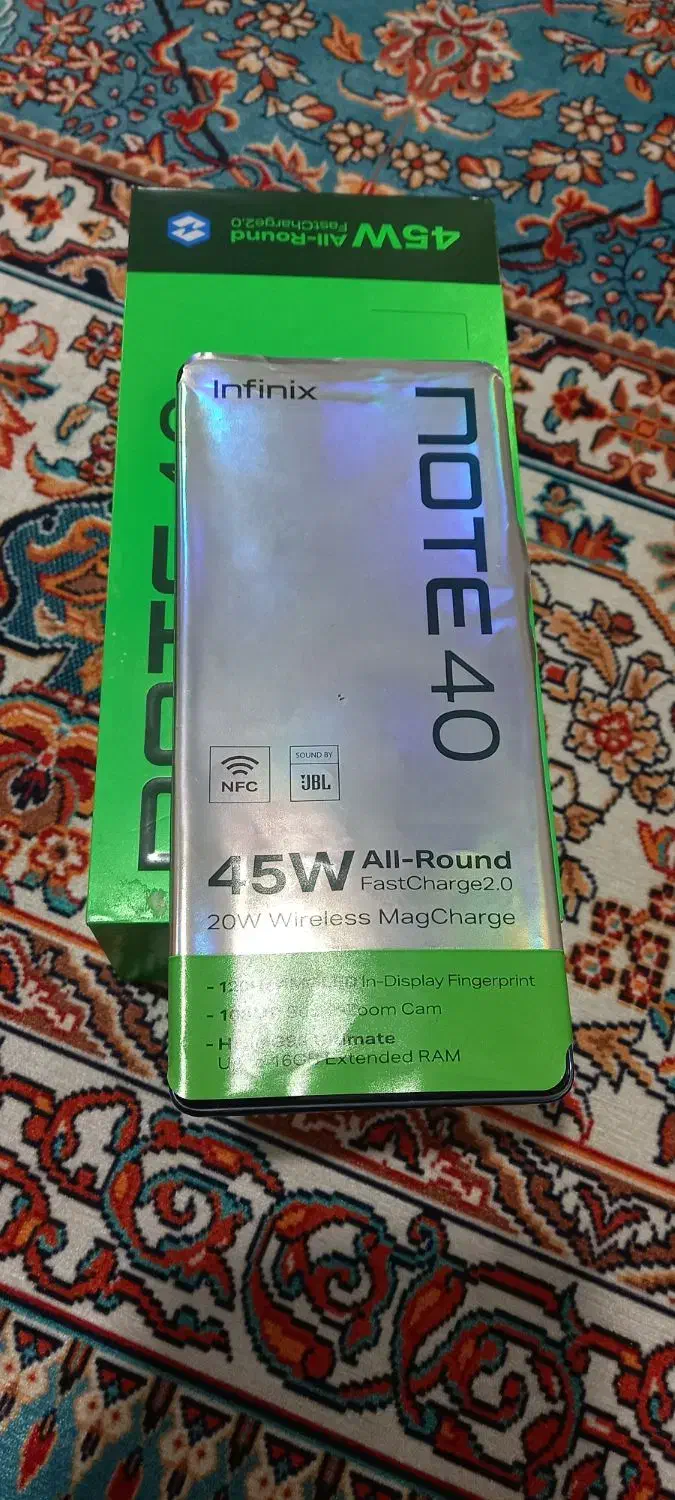 45W All-Round
FastCharge2.0
Infinix
NOTE 40
NFC
SOUND BY
JBL
45W All-Round
FastCharge2.0
20W Wireless MagCharge
In-Display Fingerprint
Cam
Extended RAM